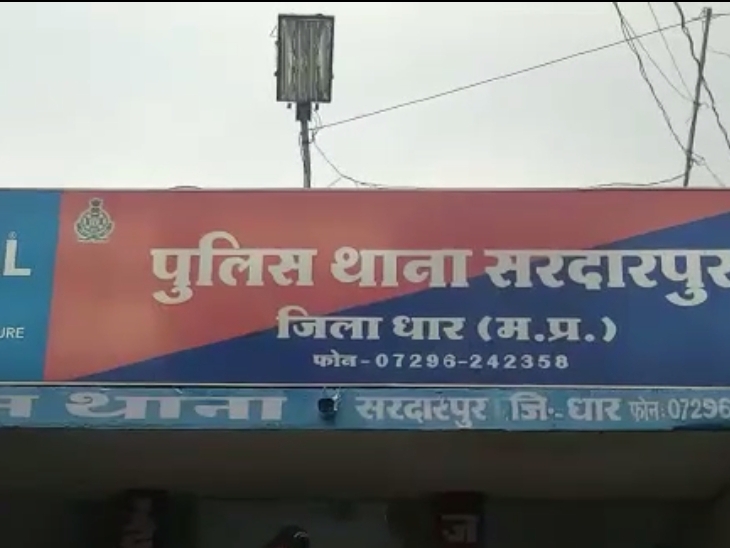 पुलिस थाना सरदारपुर
जिला धार (म.प्र.)
फोन-07296-242358
थाना सरदारपुर जि.-धार फोन:07296